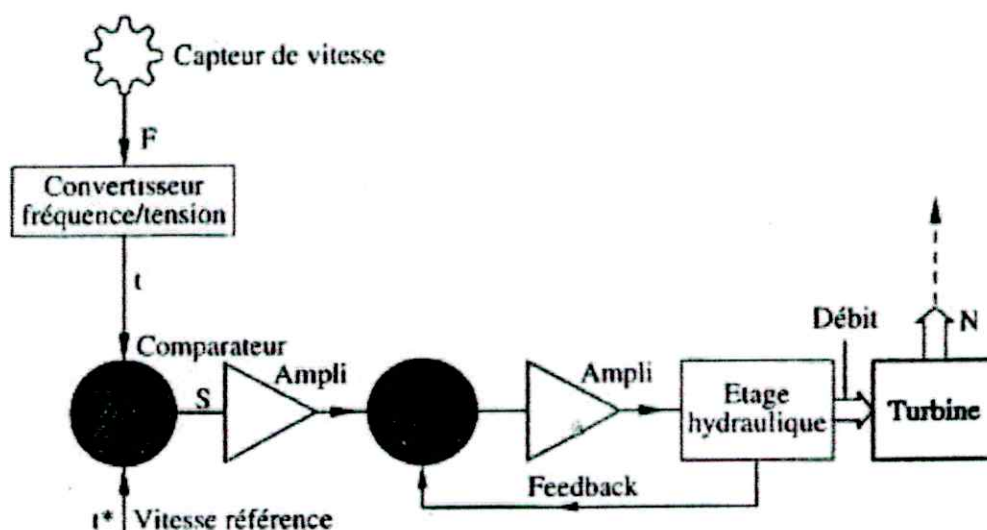 Capteur de vitesse
F
Convertisseur
fréquence/tension
t
Comparateur
S
Ampli
Ampli
Etage
hydraulique
Débit
N
Turbine
Feedback
t* Vitesse référence